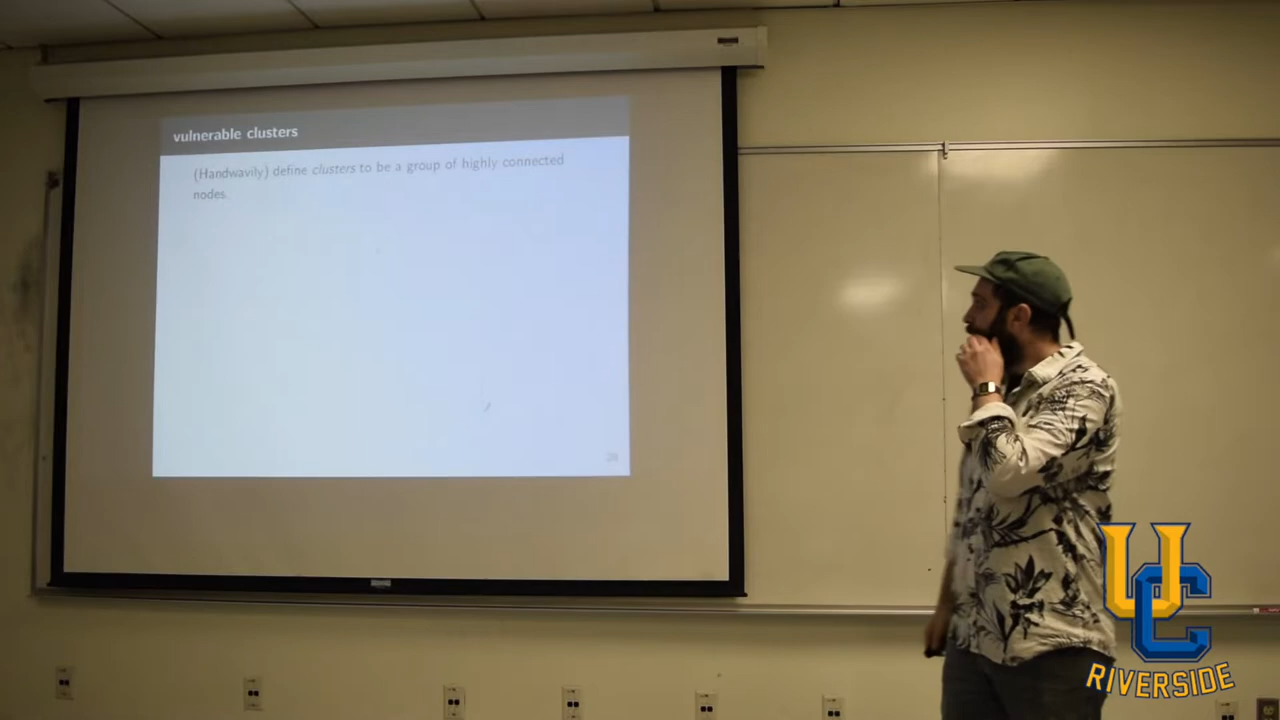 vulnerable clusters
(Handwavily) define clusters to be a group of highly connected
nodes.
UC
RIVERSIDE